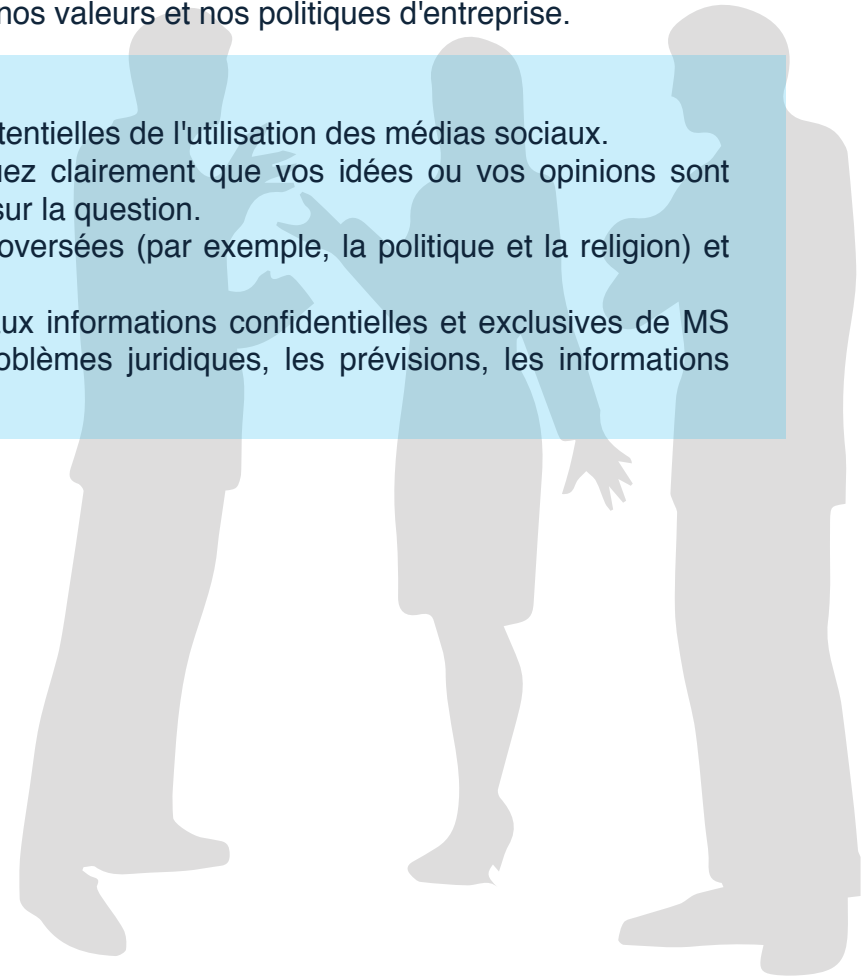 nos valeurs et nos politiques d'entreprise.
tentielles de l'utilisation des médias sociaux.
uez clairement que vos idées ou vos opinions sont
sur la question.
oversées (par exemple, la politique et la religion) et
aux informations confidentielles et exclusives de MS
oblèmes juridiques, les prévisions, les informations